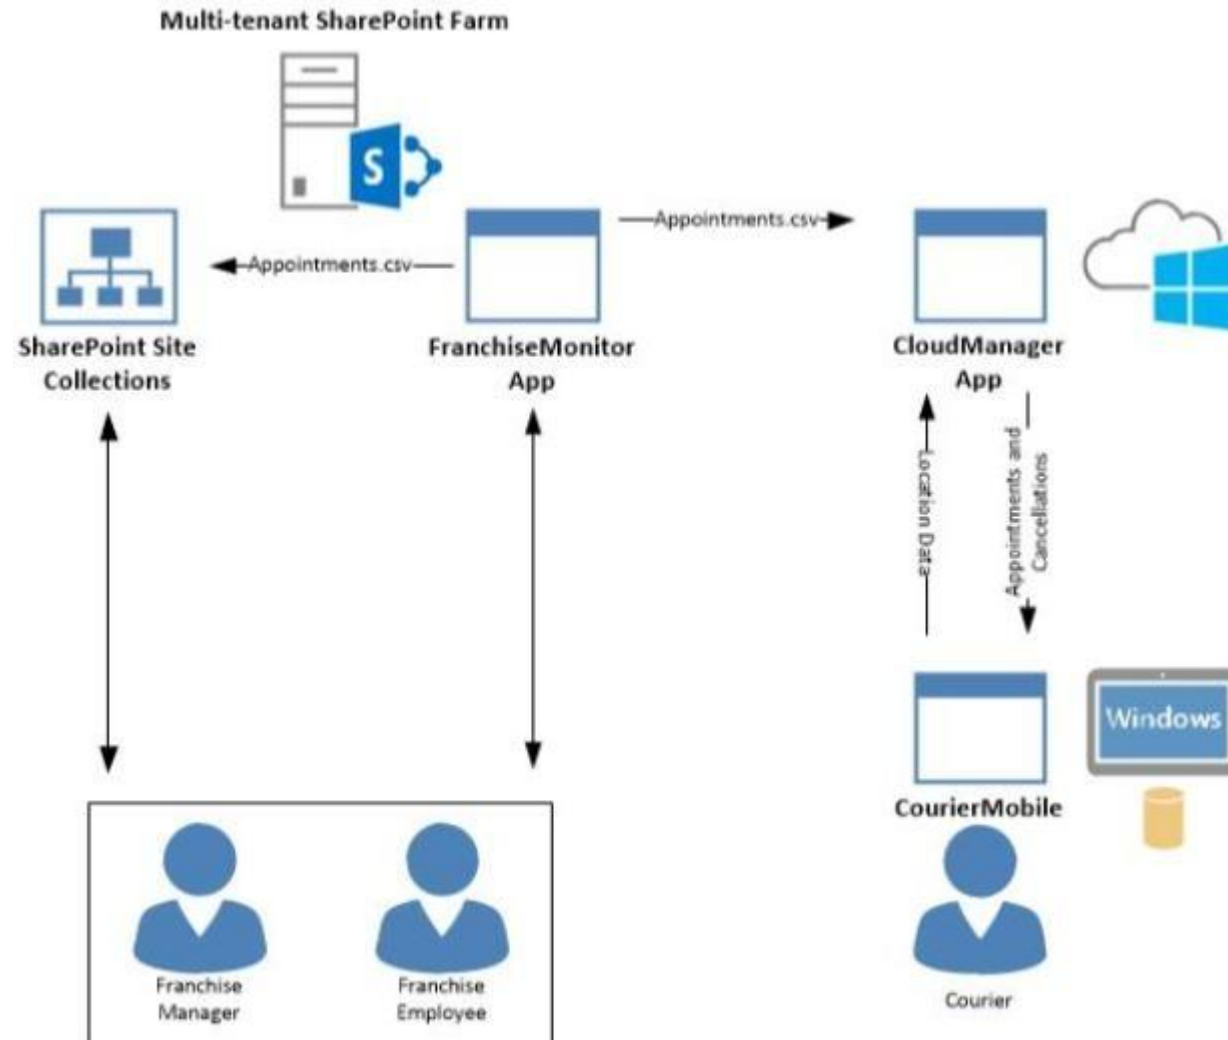 Multi-tenant SharePoint Farm
S
Appointments.csv
Appointments.csv
SharePoint Site
Collections
FranchiseMonitor
App
CloudManager
App
Location Data
Appointments and
Cancellations
Windows
CourierMobile
Franchise
Manager
Franchise
Employee
Courier